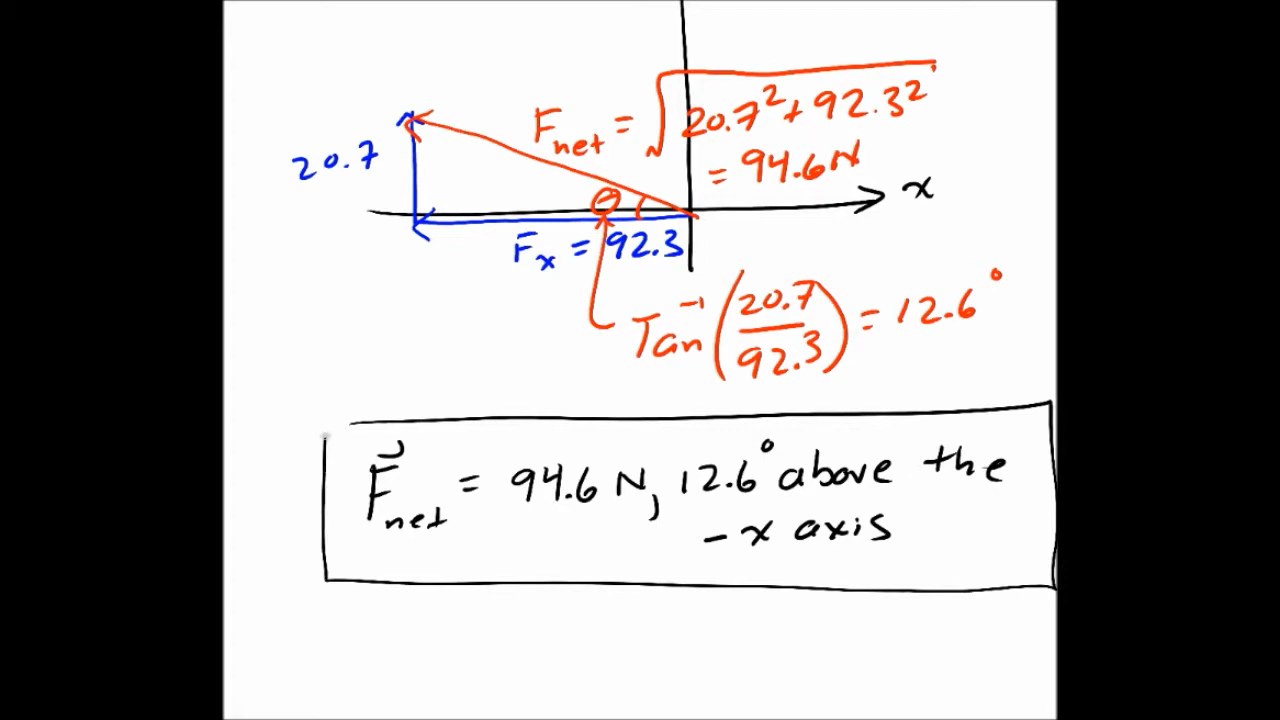 F_net = √(20.7² + 92.3²)
= 94.6 N
20.7
x
θ
F_x = 92.3
Tan⁻¹(20.7/92.3) = 12.6°
F⃗_net = 94.6 N, 12.6° above the
- x axis